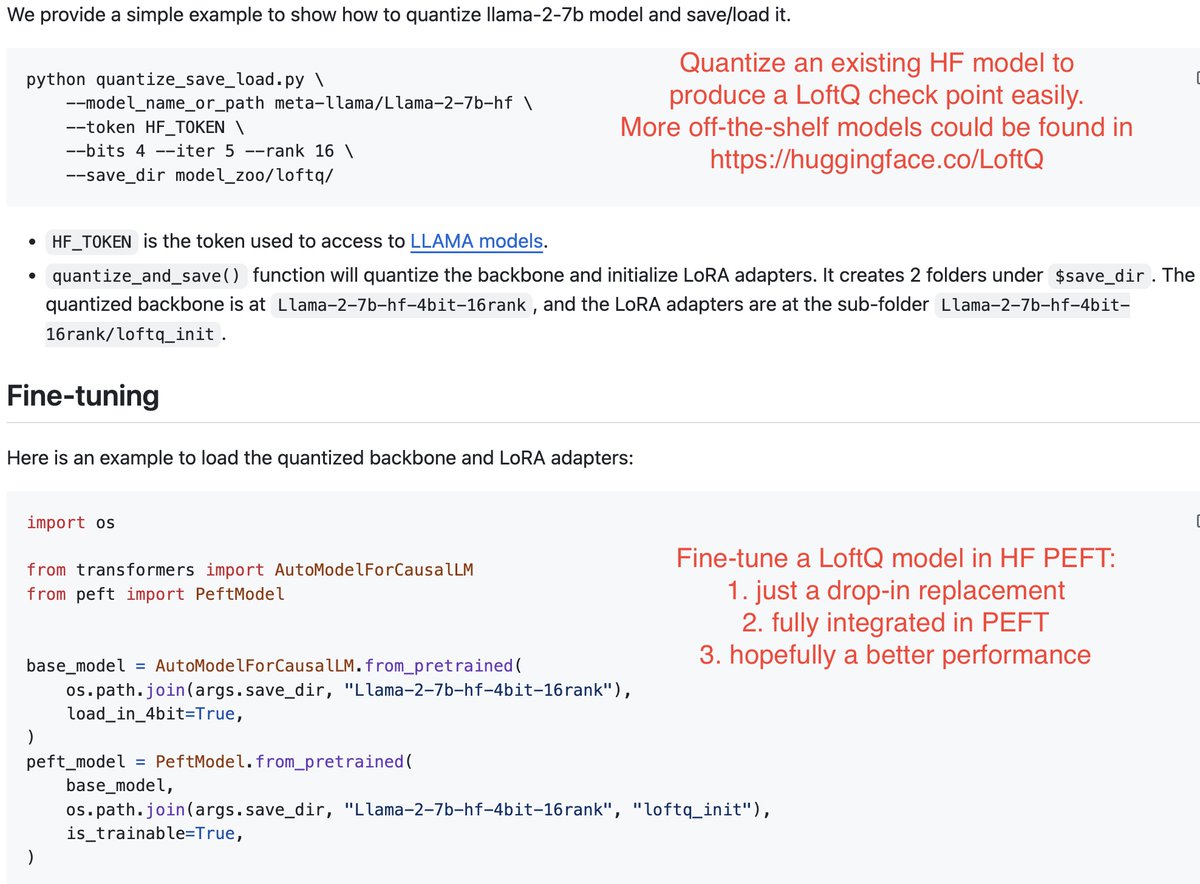 We provide a simple example to show how to quantize llama-2-7b model and save/load it.
python quantize_save_load.py \
    --model_name_or_path meta-llama/Llama-2-7b-hf \
    --token HF_TOKEN \
    --bits 4 --iter 5 --rank 16 \
    --save_dir model_zoo/loftq/
Quantize an existing HF model to
produce a LoftQ check point easily.
More off-the-shelf models could be found in
https://huggingface.co/LoftQ
• HF_TOKEN is the token used to access to LLAMA models.
• quantize_and_save() function will quantize the backbone and initialize LoRA adapters. It creates 2 folders under $save_dir. The
quantized backbone is at Llama-2-7b-hf-4bit-16rank, and the LoRA adapters are at the sub-folder Llama-2-7b-hf-4bit-
16rank/loftq_init.
Fine-tuning
Here is an example to load the quantized backbone and LoRA adapters:
import os
from transformers import AutoModelForCausalLM
from peft import PeftModel
base_model = AutoModelForCausalLM.from_pretrained(
    os.path.join(args.save_dir, "Llama-2-7b-hf-4bit-16rank"),
    load_in_4bit=True,
)
peft_model = PeftModel.from_pretrained(
    base_model,
    os.path.join(args.save_dir, "Llama-2-7b-hf-4bit-16rank", "loftq_init"),
    is_trainable=True,
)
Fine-tune a LoftQ model in HF PEFT:
1. just a drop-in replacement
2. fully integrated in PEFT
3. hopefully a better performance